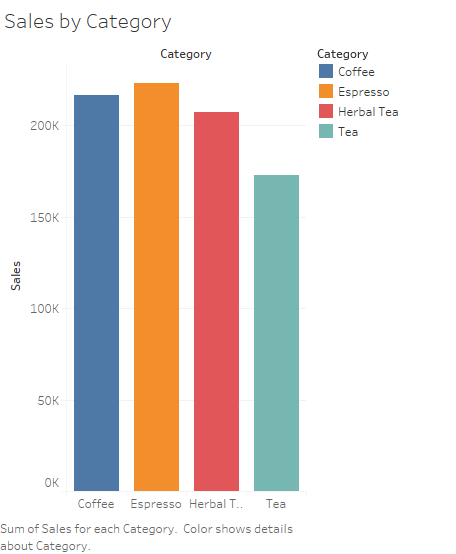 Sales by Category
Category
Category
Coffee
Espresso
Herbal Tea
Tea
200K
150K
100K
50K
0K
Sales
Coffee Espresso Herbal T.. Tea
Sum of Sales for each Category. Color shows details
about Category.